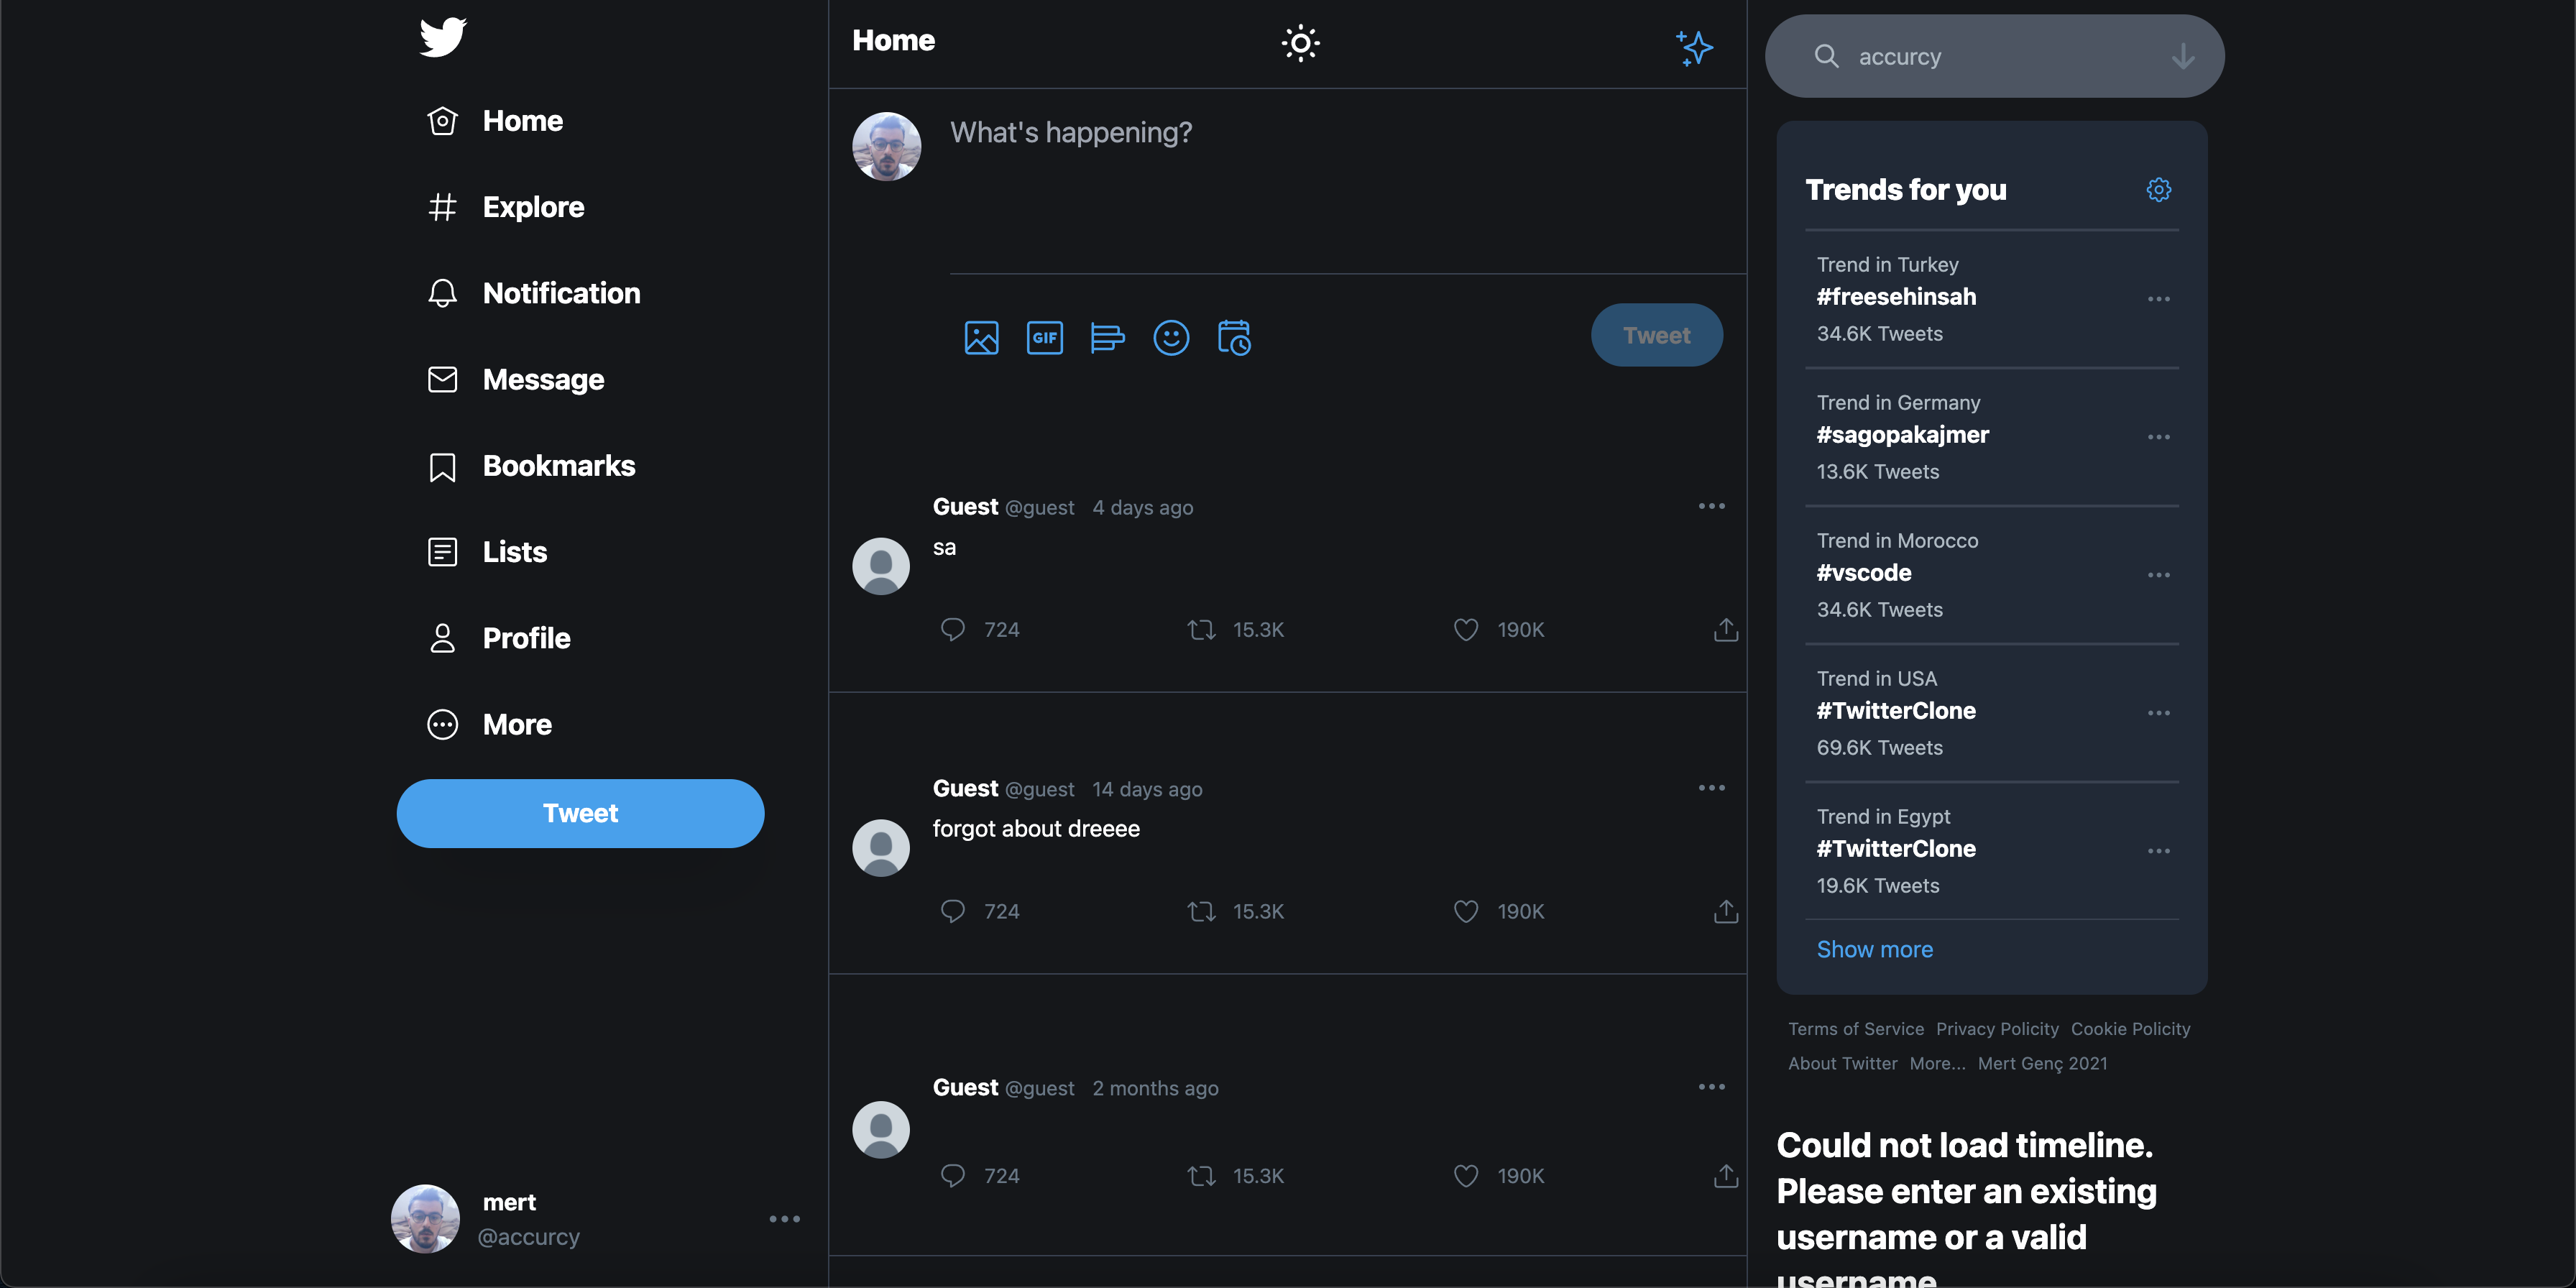 Home
Explore
Notification
Message
Bookmarks
Lists
Profile
More
Tweet
mert
@accurcy
Home
What's happening?
GIF
Tweet
Guest @guest 4 days ago
sa
724 15.3K 190K
Guest @guest 14 days ago
forgot about dreeee
724 15.3K 190K
Guest @guest 2 months ago
724 15.3K 190K
accurcy
Trends for you
Trend in Turkey
#freesehinsah
34.6K Tweets
Trend in Germany
#sagopakajmer
13.6K Tweets
Trend in Morocco
#vscode
34.6K Tweets
Trend in USA
#TwitterClone
69.6K Tweets
Trend in Egypt
#TwitterClone
19.6K Tweets
Show more
Terms of Service Privacy Policity Cookie Policity
About Twitter More... Mert Genç 2021
Could not load timeline.
Please enter an existing
username or a valid
username